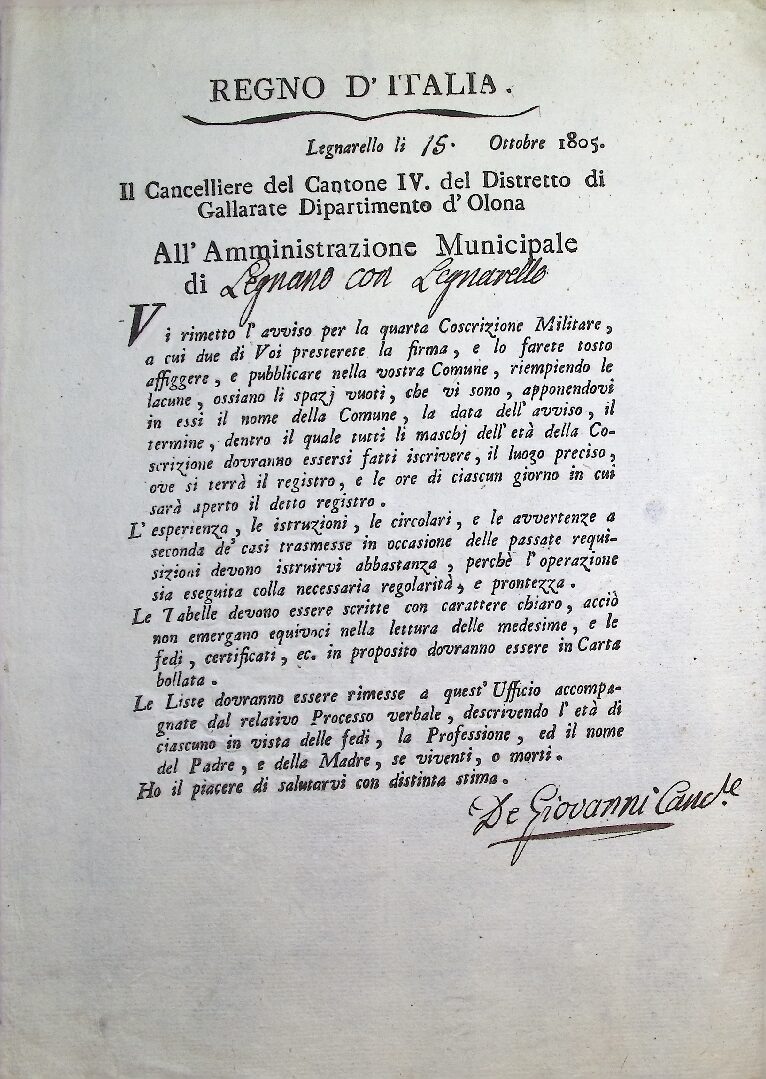 REGNO D'ITALIA.
Legnarello li 15. Ottobre 1805.
Il Cancelliere del Cantone IV. del Distretto di
Gallarate Dipartimento d'Olona
All'Amministrazione Municipale
di Legnano con Legnarello
Vi rimetto l'avviso per la quarta Coscrizione Militare,
a cui due di Voi presterete la firma, e lo farete tosto
affiggere, e pubblicare nella vostra Comune, riempiendo le
lacune, ossiano li spazj vuoti, che vi sono, apponendovi
in essi il nome della Comune, la data dell'avviso, il
termine, dentro il quale tutti li maschj dell'età della Co-
scrizione dovranno essersi fatti iscrivere, il luogo preciso,
ove si terrà il registro, e le ore di ciascun giorno in cui
sarà aperto il detto registro.
L'esperienza, le istruzioni, le circolari, e le avvertenze a
seconda de' casi trasmesse in occasione delle passate requi-
sizioni devono istruirvi abbastanza, perchè l'operazione
sia eseguita colla necessaria regolarità, e prontezza.
Le Tabelle devono essere scritte con carattere chiaro, acciò
non emergano equivoci nella lettura delle medesime, e le
fedi, certificati, ec. in proposito dovranno essere in Carta
bollata.
Le Liste dovranno essere rimesse a quest'Ufficio accompa-
gnate dal relativo Processo verbale, descrivendo l'età di
ciascuno in vista delle fedi, la Professione, ed il nome
del Padre, e della Madre, se viventi, o morti.
Ho il piacere di salutarvi con distinta stima.
De Giovanni Canc.le